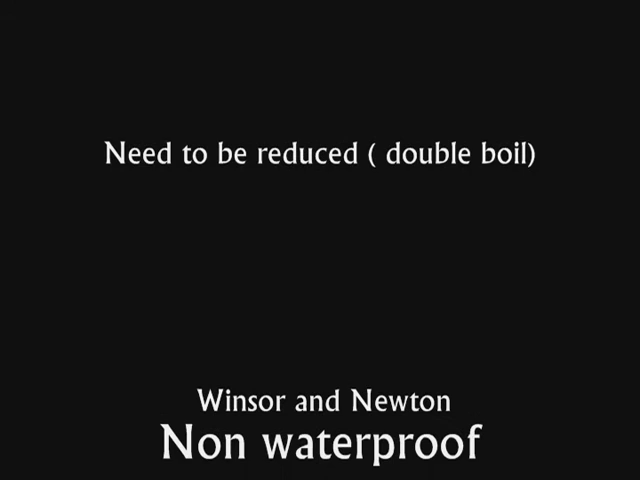 Need to be reduced ( double boil)
Winsor and Newton
Non waterproof